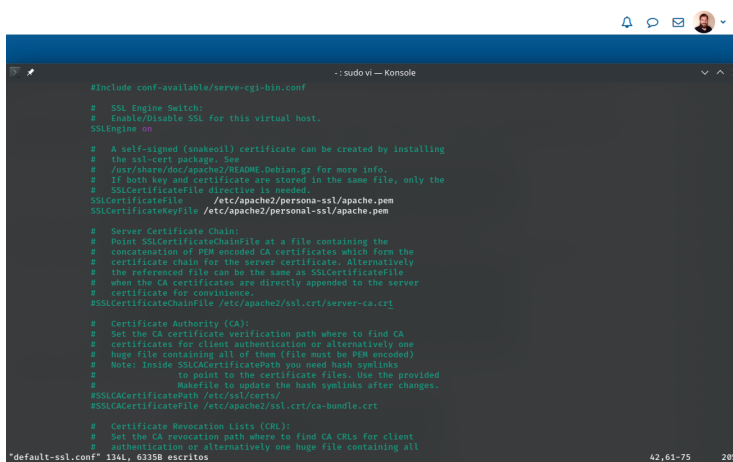 - : sudo vi — Konsole
#Include conf-available/serve-cgi-bin.conf
#   SSL Engine Switch:
#   Enable/Disable SSL for this virtual host.
SSLEngine on
#   A self-signed (snakeoil) certificate can be created by installing
#   the ssl-cert package. See
#   /usr/share/doc/apache2/README.Debian.gz for more info.
#   If both key and certificate are stored in the same file, only the
#   SSLCertificateFile directive is needed.
SSLCertificateFile      /etc/apache2/persona-ssl/apache.pem
SSLCertificateKeyFile /etc/apache2/personal-ssl/apache.pem
#   Server Certificate Chain:
#   Point SSLCertificateChainFile at a file containing the
#   concatenation of PEM encoded CA certificates which form the
#   certificate chain for the server certificate. Alternatively
#   the referenced file can be the same as SSLCertificateFile
#   when the CA certificates are directly appended to the server
#   certificate for convinience.
#SSLCertificateChainFile /etc/apache2/ssl.crt/server-ca.crt
#   Certificate Authority (CA):
#   Set the CA certificate verification path where to find CA
#   certificates for client authentication or alternatively one
#   huge file containing all of them (file must be PEM encoded)
#   Note: Inside SSLCACertificatePath you need hash symlinks
#         to point to the certificate files. Use the provided
#         Makefile to update the hash symlinks after changes.
#SSLCACertificatePath /etc/ssl/certs/
#SSLCACertificateFile /etc/apache2/ssl.crt/ca-bundle.crt
#   Certificate Revocation Lists (CRL):
#   Set the CA revocation path where to find CA CRLs for client
#   authentication or alternatively one huge file containing all
"default-ssl.conf" 134L, 6335B escritos 42,61-75 20%